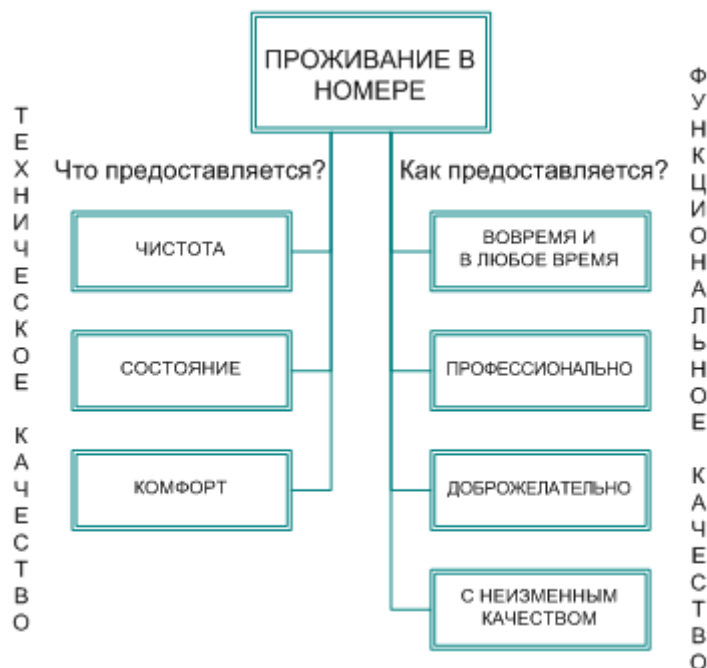 ПРОЖИВАНИЕ В
НОМЕРЕ
ТЕХНИЧЕСКОЕ КАЧЕСТВО
Что предоставляется?
ЧИСТОТА
СОСТОЯНИЕ
КОМФОРТ
Как предоставляется?
ВОВРЕМЯ И
В ЛЮБОЕ ВРЕМЯ
ПРОФЕССИОНАЛЬНО
ДОБРОЖЕЛАТЕЛЬНО
С НЕИЗМЕННЫМ
КАЧЕСТВОМ
ФУНКЦИОНАЛЬНОЕ КАЧЕСТВО